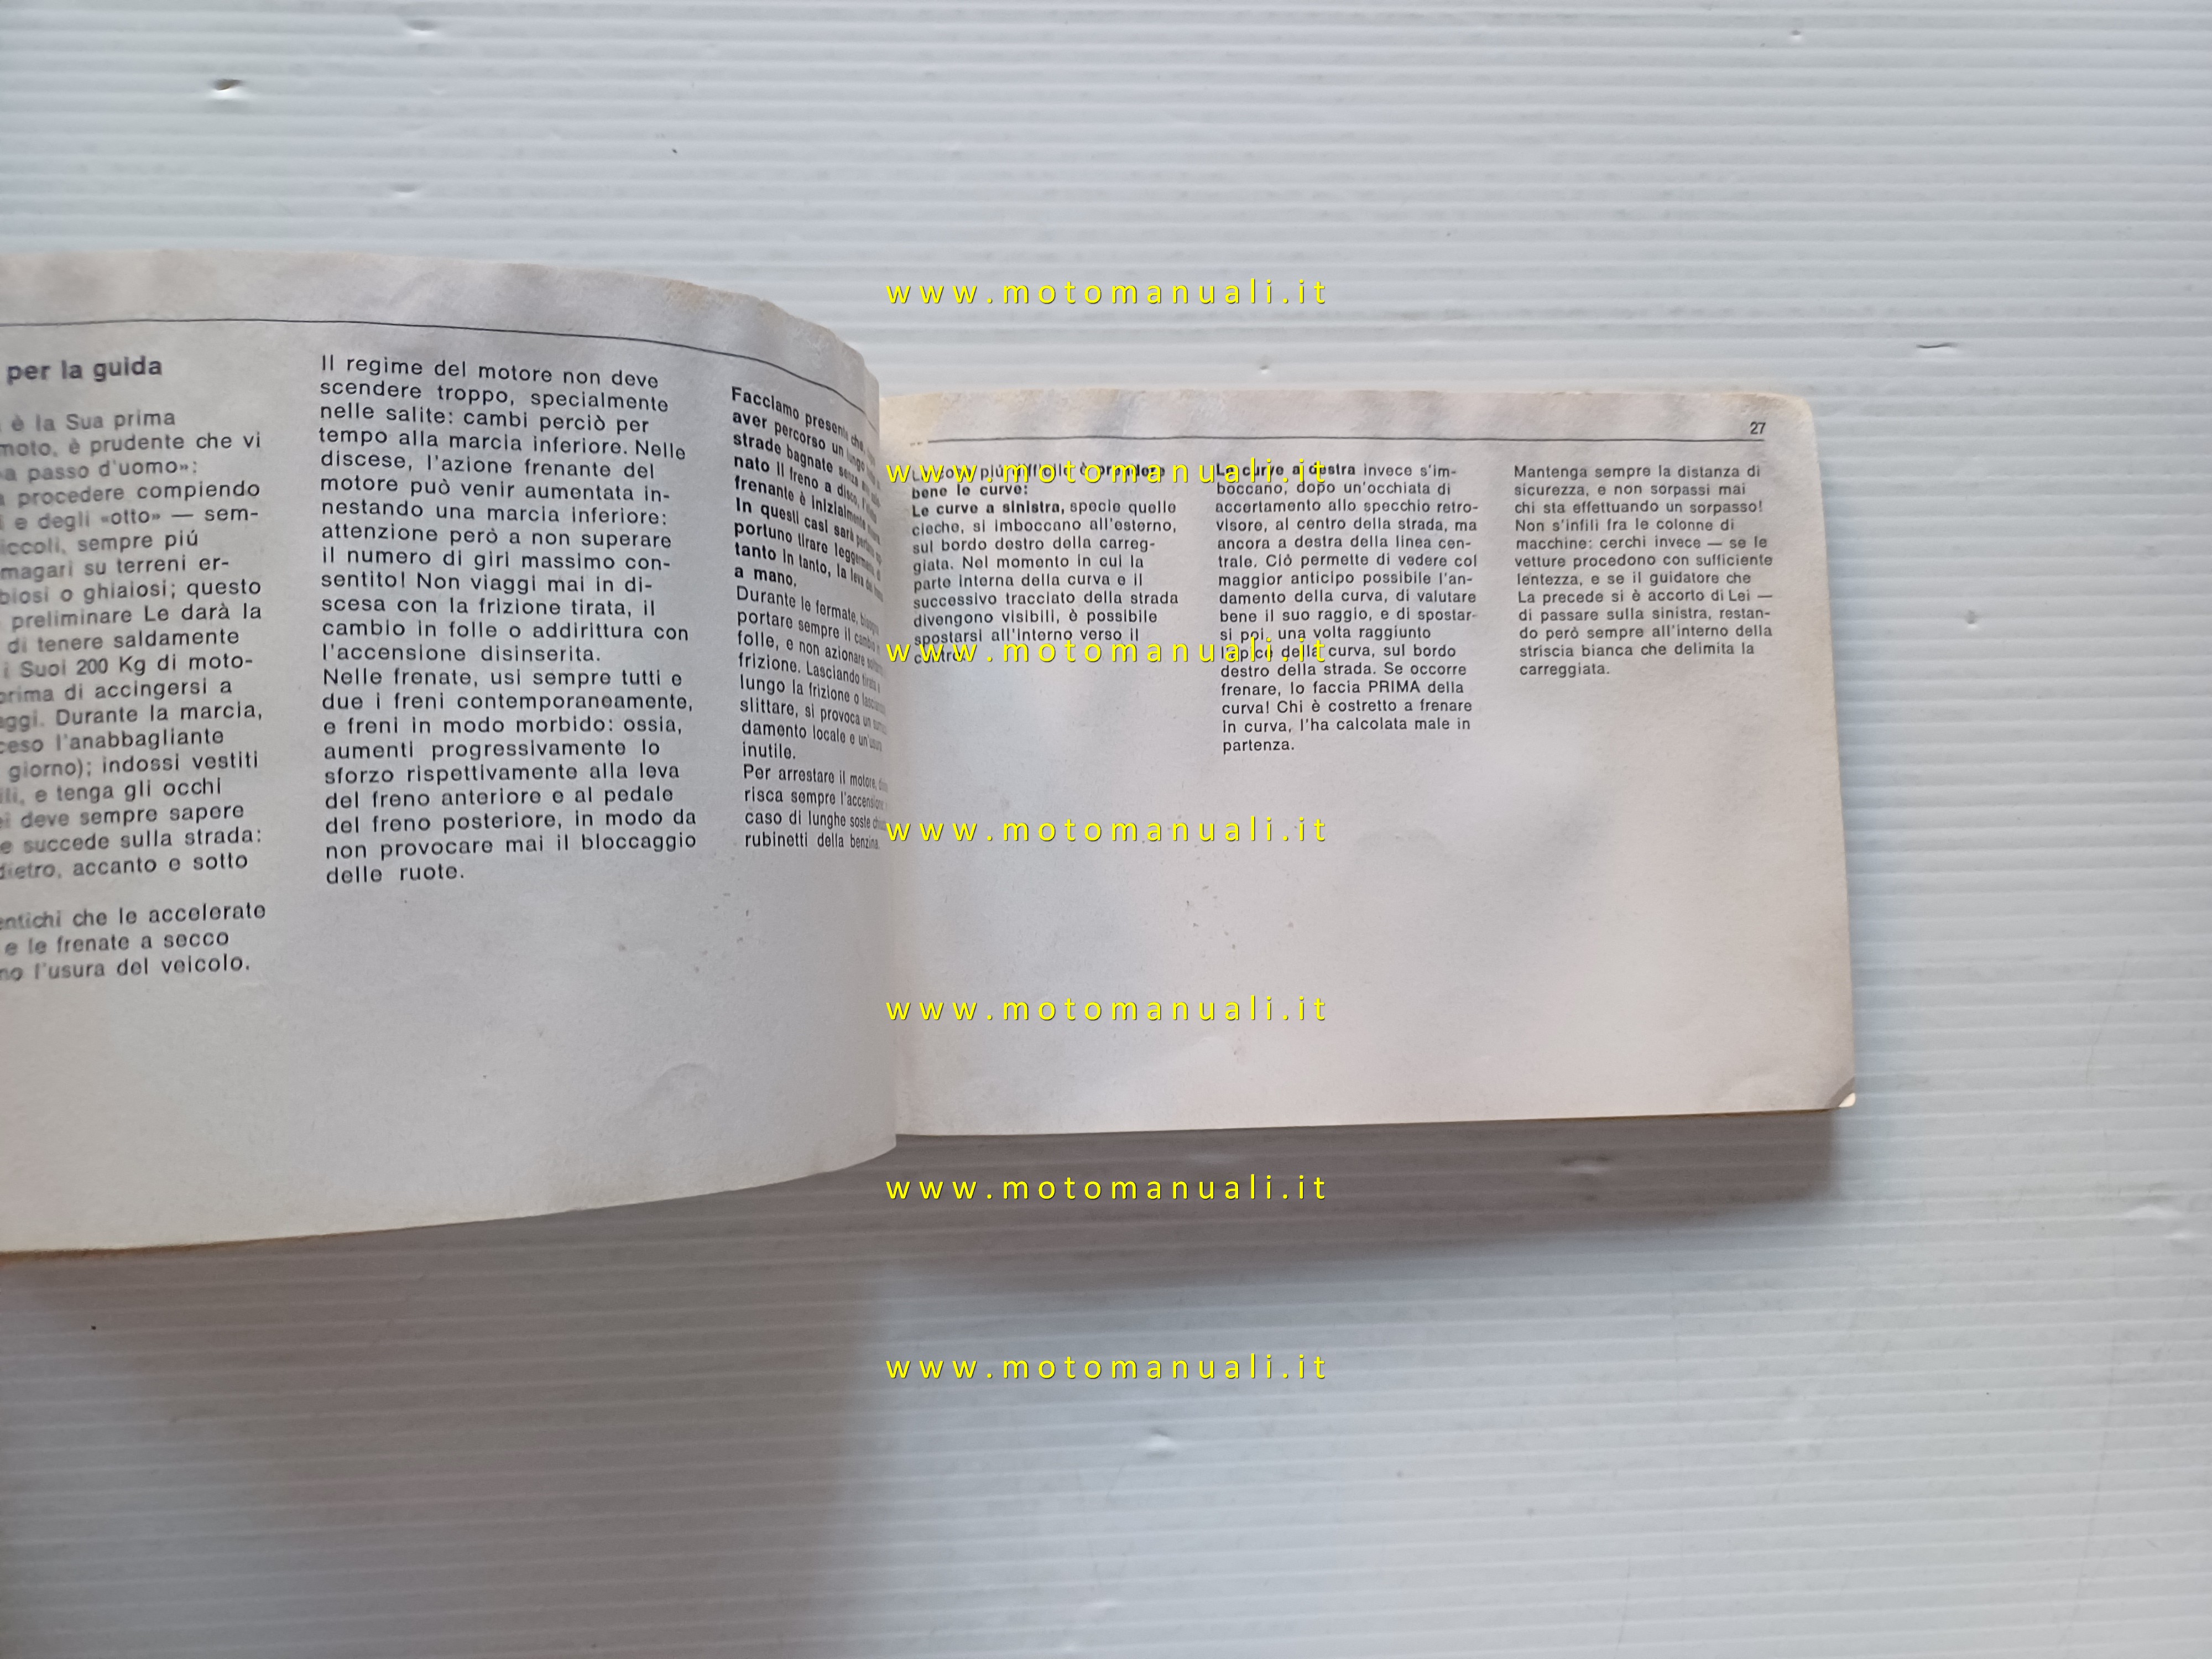 per la guida
è la Sua prima
moto, è prudente che vi
a passo d'uomo»:
procedere compiendo
e degli «otto» — sem-
piccoli, sempre piú
magari su terreni er-
biosi o ghiaiosi; questo
preliminare Le darà la
di tenere saldamente
i Suoi 200 Kg di moto-
prima di accingersi a
Durante la marcia,
l'anabbagliante
giorno); indossi vestiti
e tenga gli occhi
deve sempre sapere
succede sulla strada:
dietro, accanto e sotto
che le accelerate
e le frenate a secco
l'usura del veicolo.
Il regime del motore non deve
scendere troppo, specialmente
nelle salite: cambi perciò per
tempo alla marcia inferiore. Nelle
discese, l'azione frenante del
motore può venir aumentata in-
nestando una marcia inferiore:
attenzione però a non superare
il numero di giri massimo con-
sentito! Non viaggi mai in di-
scesa con la frizione tirata, il
cambio in folle o addirittura con
l'accensione disinserita.
Nelle frenate, usi sempre tutti e
due i freni contemporaneamente,
e freni in modo morbido: ossia,
aumenti progressivamente lo
sforzo rispettivamente alla leva
del freno anteriore e al pedale
del freno posteriore, in modo da
non provocare mai il bloccaggio
delle ruote.
Facciamo presente che,
aver percorso un lungo
strade bagnate senza
nato il freno a disco,
frenante è inizialmente
In questi casi sarà
portuno tirare leggermente,
tanto in tanto, la leva del
a mano.
Durante le fermate,
portare sempre il cambio in
folle, e non azionare
frizione. Lasciando tirata
lungo la frizione o
slittare, si provoca un
damento locale e un'usura
inutile.
Per arrestare il motore,
risca sempre l'accensione
caso di lunghe soste
rubinetti della benzina.
27
più
bene le curve:
Le curve a sinistra, specie quelle
cieche, si imboccano all'esterno,
sul bordo destro della carreg-
giata. Nel momento in cui la
parte interna della curva e il
successivo tracciato della strada
divengono visibili, è possibile
spostarsi all'interno verso il
centro.
Le curve a destra invece s'im-
boccano, dopo un'occhiata di
accertamento allo specchio retro-
visore, al centro della strada, ma
ancora a destra della linea cen-
trale. Ciò permette di vedere col
maggior anticipo possibile l'an-
damento della curva, di valutare
bene il suo raggio, e di spostar-
si poi, una volta raggiunto
della curva, sul bordo
destro della strada. Se occorre
frenare, lo faccia PRIMA della
curva! Chi è costretto a frenare
in curva, l'ha calcolata male in
partenza.
Mantenga sempre la distanza di
sicurezza, e non sorpassi mai
chi sta effettuando un sorpasso!
Non s'infili fra le colonne di
macchine: cerchi invece — se le
vetture procedono con sufficiente
lentezza, e se il guidatore che
La precede si è accorto di Lei —
di passare sulla sinistra, restan-
do però sempre all'interno della
striscia bianca che delimita la
carreggiata.
www.motomanuali.it
www.motomanuali.it
www.motomanuali.it
www.motomanuali.it
www.motomanuali.it
www.motomanuali.it
www.motomanuali.it